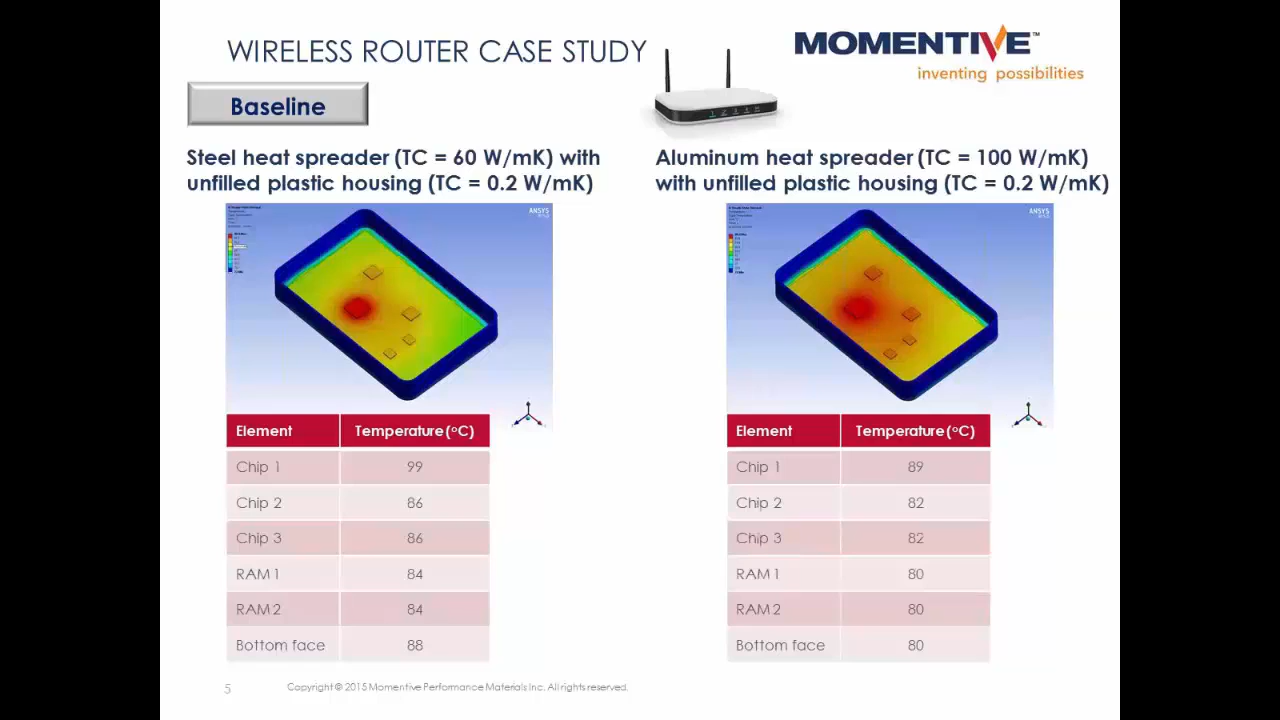 WIRELESS ROUTER CASE STUDY
MOMENTIVE™
inventing possibilities
Baseline
Steel heat spreader (TC = 60 W/mK) with
unfilled plastic housing (TC = 0.2 W/mK)
Aluminum heat spreader (TC = 100 W/mK)
with unfilled plastic housing (TC = 0.2 W/mK)
ANSYS
ANSYS
Element Temperature (°C)
Chip 1 99
Chip 2 86
Chip 3 86
RAM 1 84
RAM 2 84
Bottom face 88
Element Temperature (°C)
Chip 1 89
Chip 2 82
Chip 3 82
RAM 1 80
RAM 2 80
Bottom face 80
5
Copyright © 2015 Momentive Performance Materials Inc. All rights reserved.